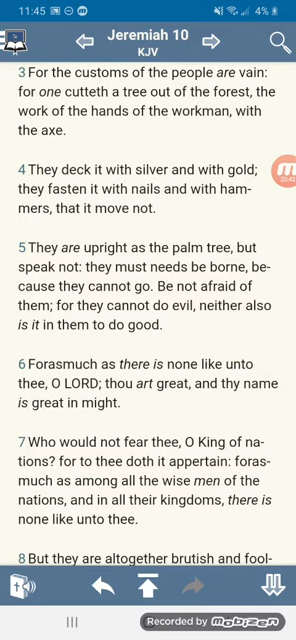 11:45 4%
Jeremiah 10
KJV
3 For the customs of the people are vain:
for one cutteth a tree out of the forest, the
work of the hands of the workman, with
the axe.
4 They deck it with silver and with gold;
they fasten it with nails and with ham-
mers, that it move not.
5 They are upright as the palm tree, but
speak not: they must needs be borne, be-
cause they cannot go. Be not afraid of
them; for they cannot do evil, neither also
is it in them to do good.
6 Forasmuch as there is none like unto
thee, O LORD; thou art great, and thy name
is great in might.
7 Who would not fear thee, O King of na-
tions? for to thee doth it appertain: foras-
much as among all the wise men of the
nations, and in all their kingdoms, there is
none like unto thee.
8 But they are altogether brutish and fool-
Recorded by mobizen